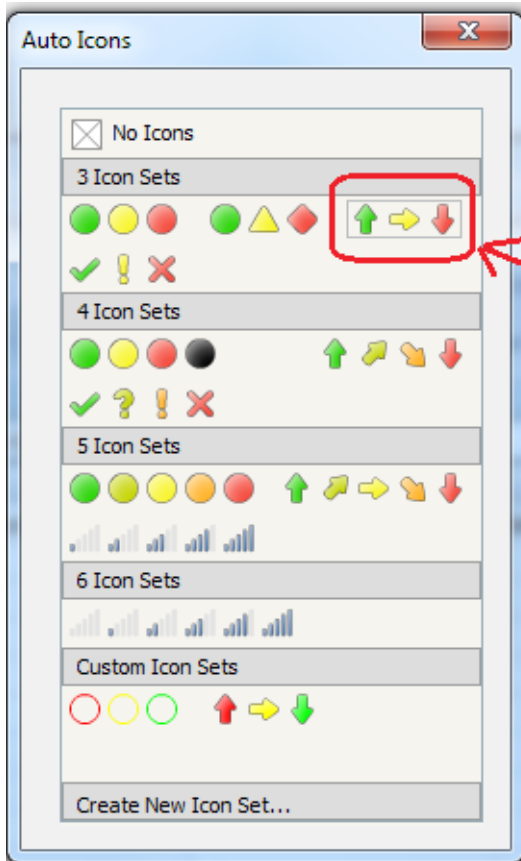 Auto Icons
No Icons
3 Icon Sets
4 Icon Sets
5 Icon Sets
6 Icon Sets
Custom Icon Sets
Create New Icon Set...